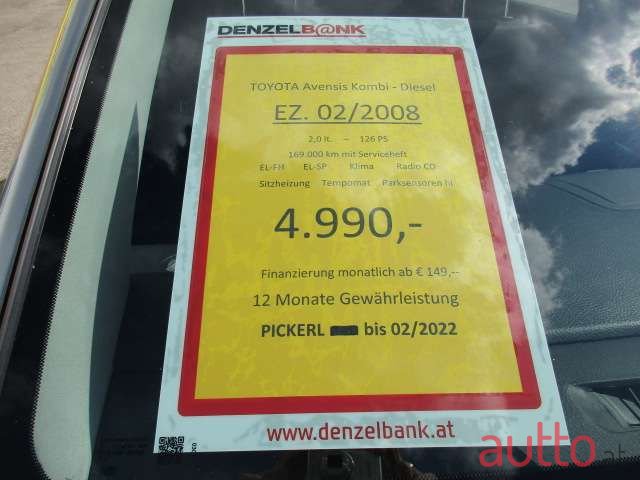 DENZELB@NK
TOYOTA Avensis Kombi - Diesel
EZ. 02/2008
2,0 lt. – 126 PS
169.000 km mit Serviceheft
EL-FH EL-SP Klima Radio CD
Sitzheizung Tempomat Parksensoren hi
4.990,-
Finanzierung monatlich ab € 149,--
12 Monate Gewährleistung
PICKERL bis 02/2022
www.denzelbank.at
autto.at